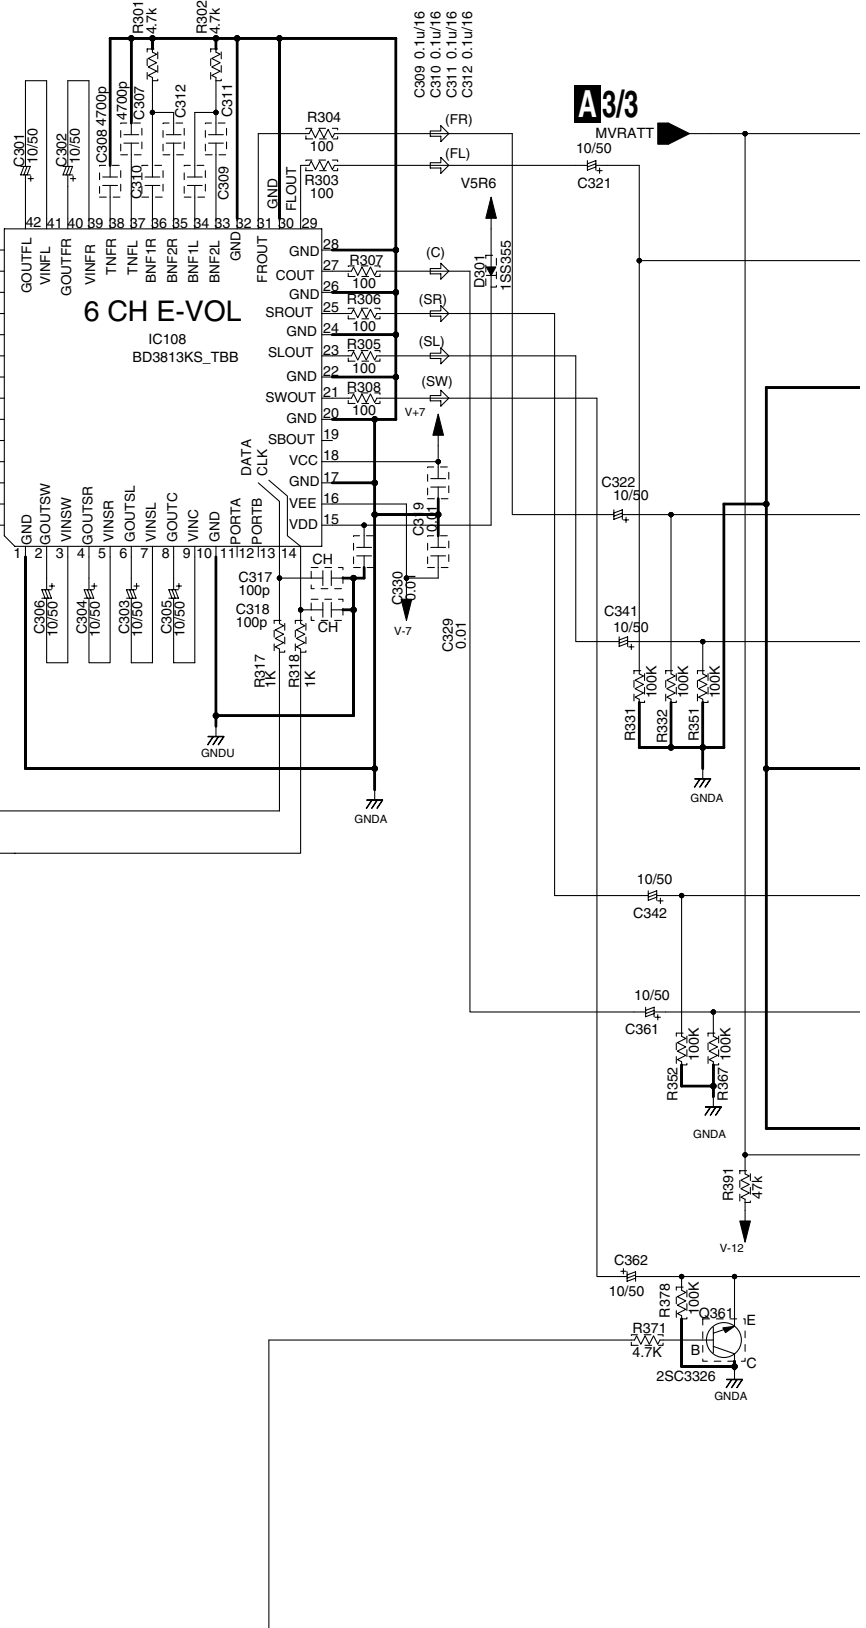 R301
4.7k
R302
4.7k
C309 0.1u/16
C310 0.1u/16
C311 0.1u/16
C312 0.1u/16
A 3/3
MVRATT
C301
10/50
C302
10/50
C308 4700p
4700p
C307
C312
C311
C310
C309
R304
100
(FR)
R303
100
(FL)
10/50
C321
GND
FLOUT
V5R6
D301
1SS355
42 41 40 39 38 37 36 35 34 33 32 31 30 29
GOUTFL
VINFL
GOUTFR
VINFR
TNFR
TNFL
BNF1R
BNF2R
BNF1L
BNF2L
GND
FROUT
GND 28
COUT 27
R307
100
(C)
GND 26
SROUT 25
R306
100
(SR)
GND 24
SLOUT 23
R305
100
(SL)
GND 22
SWOUT 21
R308
100
(SW)
GND 20
SBOUT 19
VCC 18
GND 17
VEE 16
VDD 15
6 CH E-VOL
IC108
BD3813KS_TBB
V+7
DATA
CLK
GND
GOUTSW
VINSW
GOUTSR
VINSR
GOUTSL
VINSL
GOUTC
VINC
GND
PORTA
PORTB
1 2 3 4 5 6 7 8 9 10 11 12 13 14
C306
10/50
C304
10/50
C303
10/50
C305
10/50
C317
100p
CH
C318
100p
CH
R317
1K
R318
1K
C319
0.01
C330
0.01
V-7
C329
0.01
GNDU
GNDA
C322
10/50
C341
10/50
R331
100K
R332
100K
R351
100K
GNDA
10/50
C342
10/50
C361
R352
100K
R367
100K
GNDA
R391
47k
V-12
C362
10/50
R378
100K
Q361
E
R371
4.7K
B
C
2SC3326
GNDA